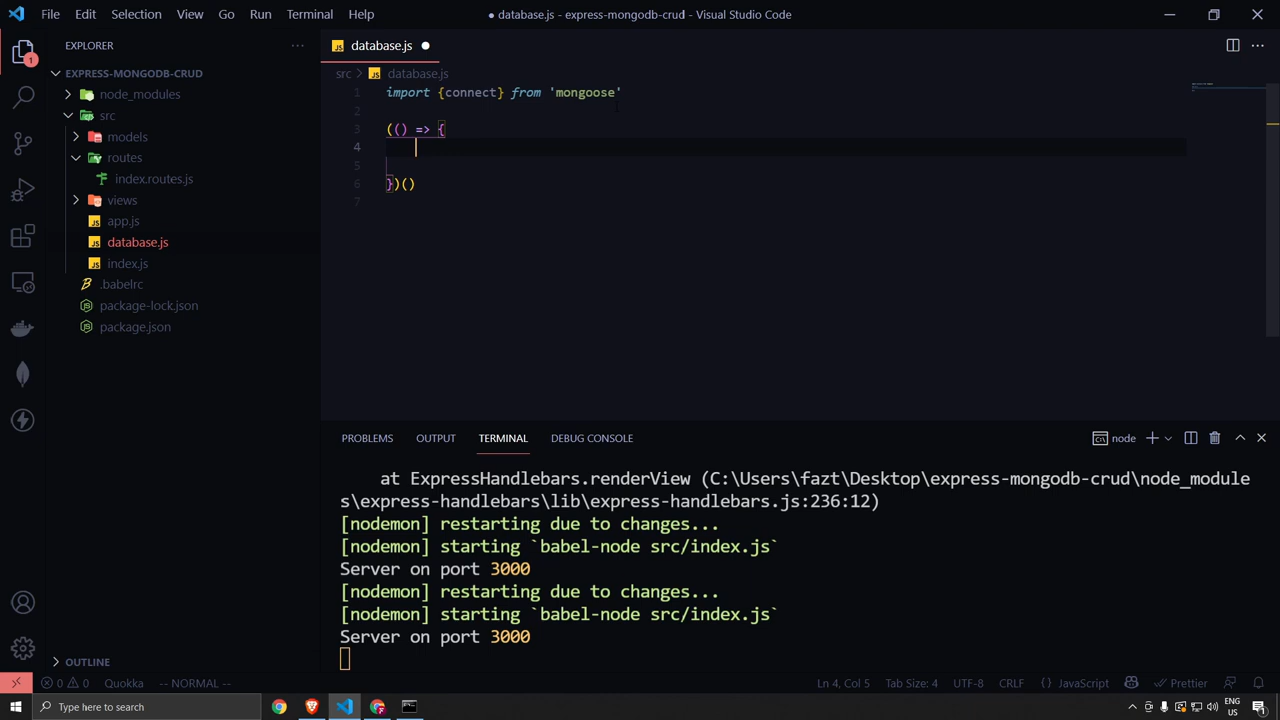 File Edit Selection View Go Run Terminal Help
● database.js - express-mongodb-crud - Visual Studio Code
EXPLORER
EXPRESS-MONGODB-CRUD
node_modules
src
models
routes
index.routes.js
views
app.js
database.js
index.js
.babelrc
package-lock.json
package.json
OUTLINE
database.js
src > database.js
1 import {connect} from 'mongoose'
2
3 (() => {
4
5
6 })()
7
PROBLEMS OUTPUT TERMINAL DEBUG CONSOLE
node
at ExpressHandlebars.renderView (C:\Users\fazt\Desktop\express-mongodb-crud\node_module
s\express-handlebars\lib\express-handlebars.js:236:12)
[nodemon] restarting due to changes...
[nodemon] starting `babel-node src/index.js`
Server on port 3000
[nodemon] restarting due to changes...
[nodemon] starting `babel-node src/index.js`
Server on port 3000
0 0 Quokka -- NORMAL -- Ln 4, Col 5 Tab Size: 4 UTF-8 CRLF {} JavaScript Prettier
Type here to search
ENG
US